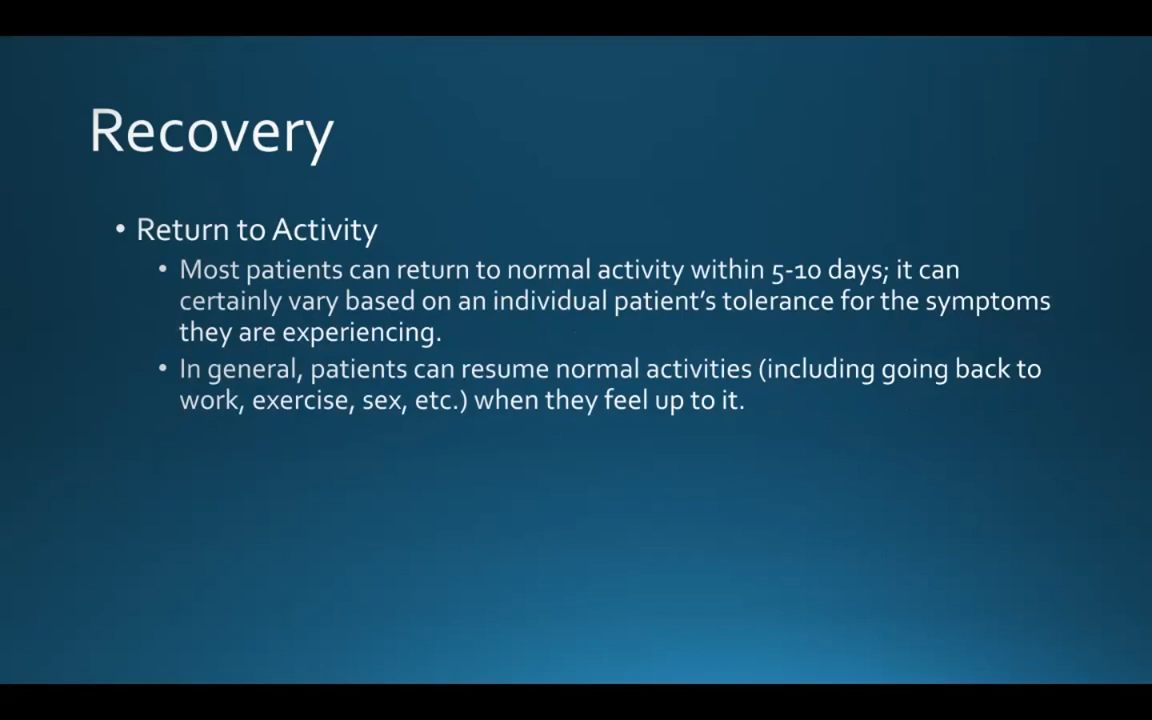 Recovery
• Return to Activity
• Most patients can return to normal activity within 5-10 days; it can
certainly vary based on an individual patient’s tolerance for the symptoms
they are experiencing.
• In general, patients can resume normal activities (including going back to
work, exercise, sex, etc.) when they feel up to it.